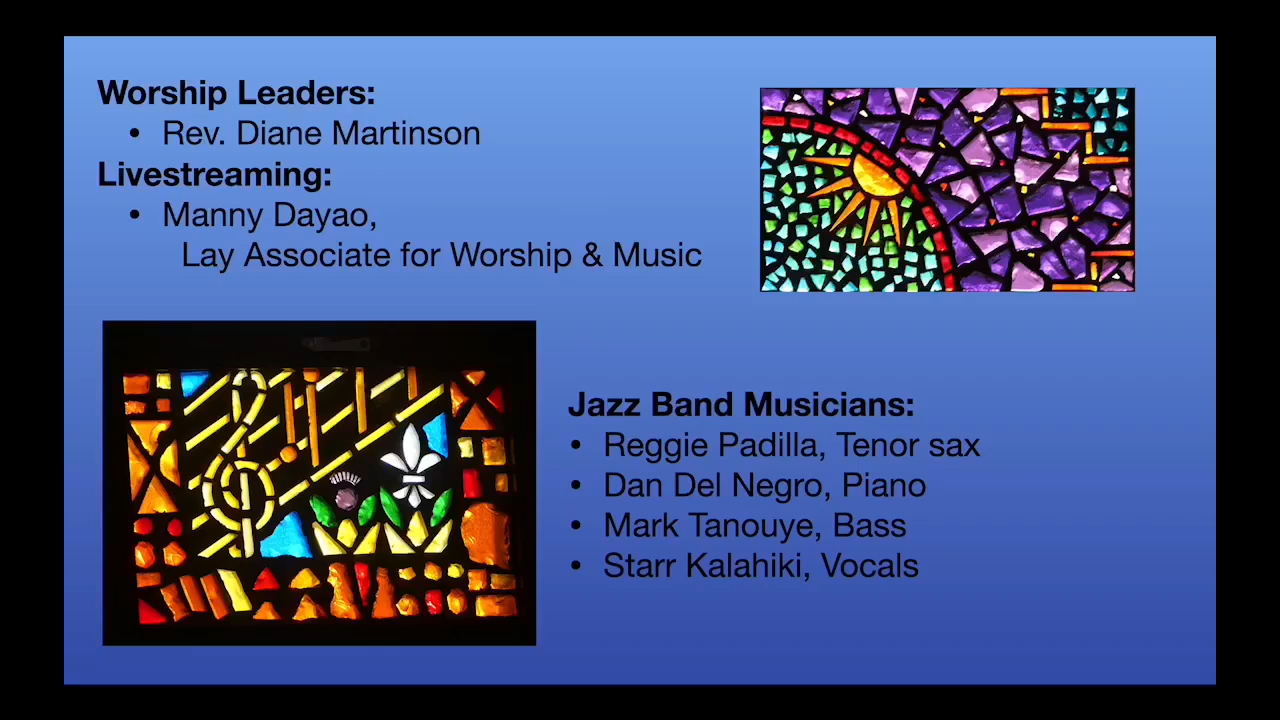 Worship Leaders:
• Rev. Diane Martinson
Livestreaming:
• Manny Dayao,
Lay Associate for Worship & Music
Jazz Band Musicians:
• Reggie Padilla, Tenor sax
• Dan Del Negro, Piano
• Mark Tanouye, Bass
• Starr Kalahiki, Vocals